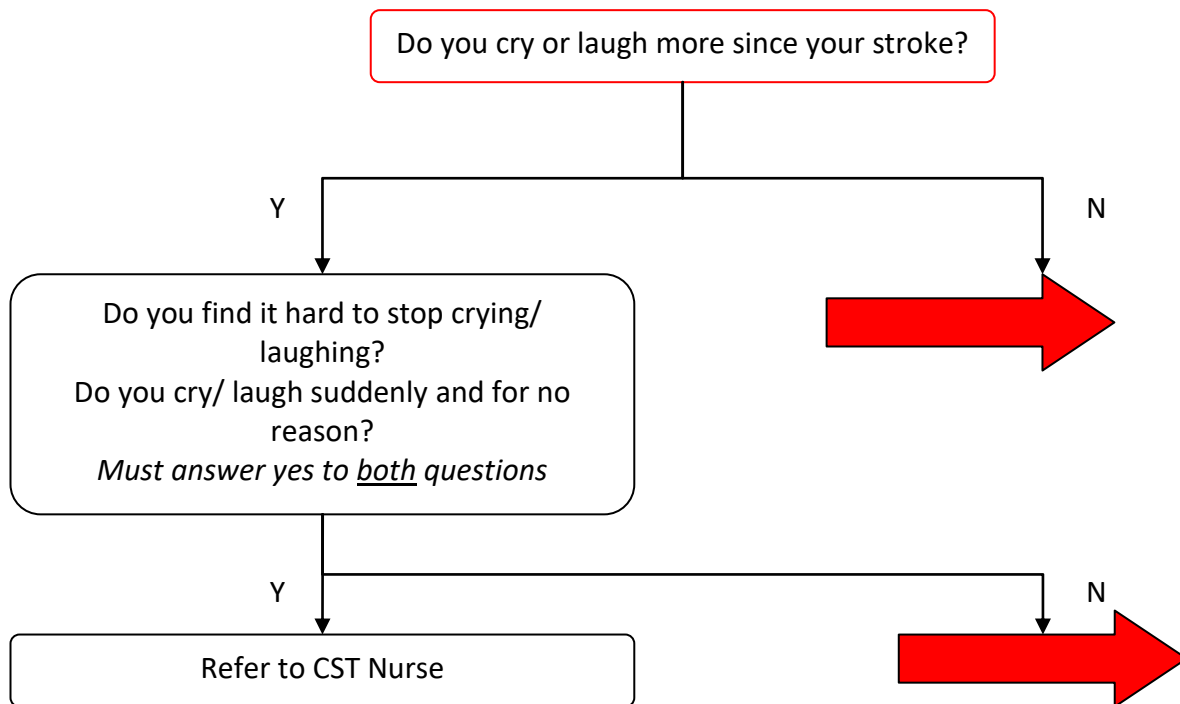 Do you cry or laugh more since your stroke?
Y
N
Do you find it hard to stop crying/
laughing?
Do you cry/ laugh suddenly and for no
reason?
Must answer yes to both questions
Y
N
Refer to CST Nurse